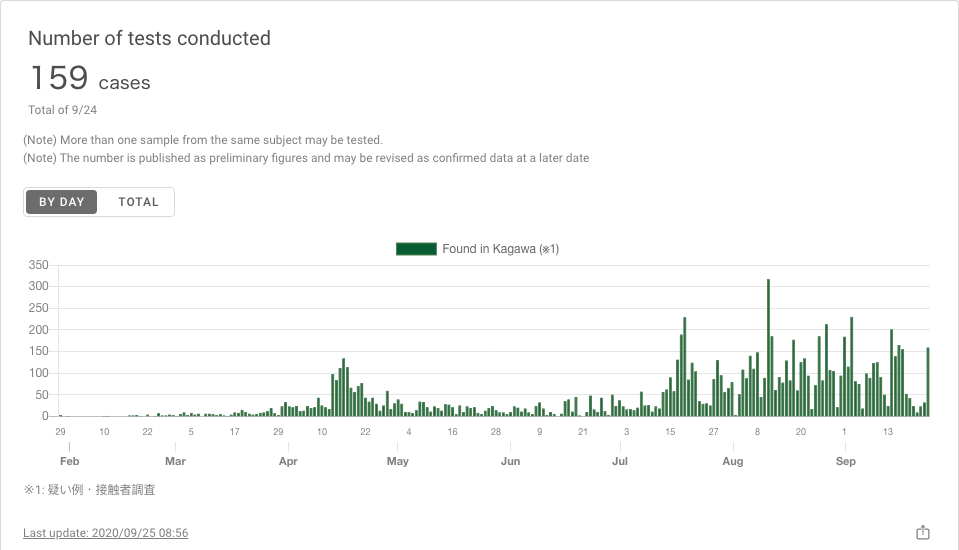 Number of tests conducted
159 cases
Total of 9/24
(Note) More than one sample from the same subject may be tested.
(Note) The number is published as preliminary figures and may be revised as confirmed data at a later date
BY DAY TOTAL
Found in Kagawa (※1)
350
300
250
200
150
100
50
0
29 10 22 5 17 29 10 22 4 16 28 9 21 3 15 27 8 20 1 13
Feb Mar Apr May Jun Jul Aug Sep
※1: 疑い例・接触者調査
Last update: 2020/09/25 08:56